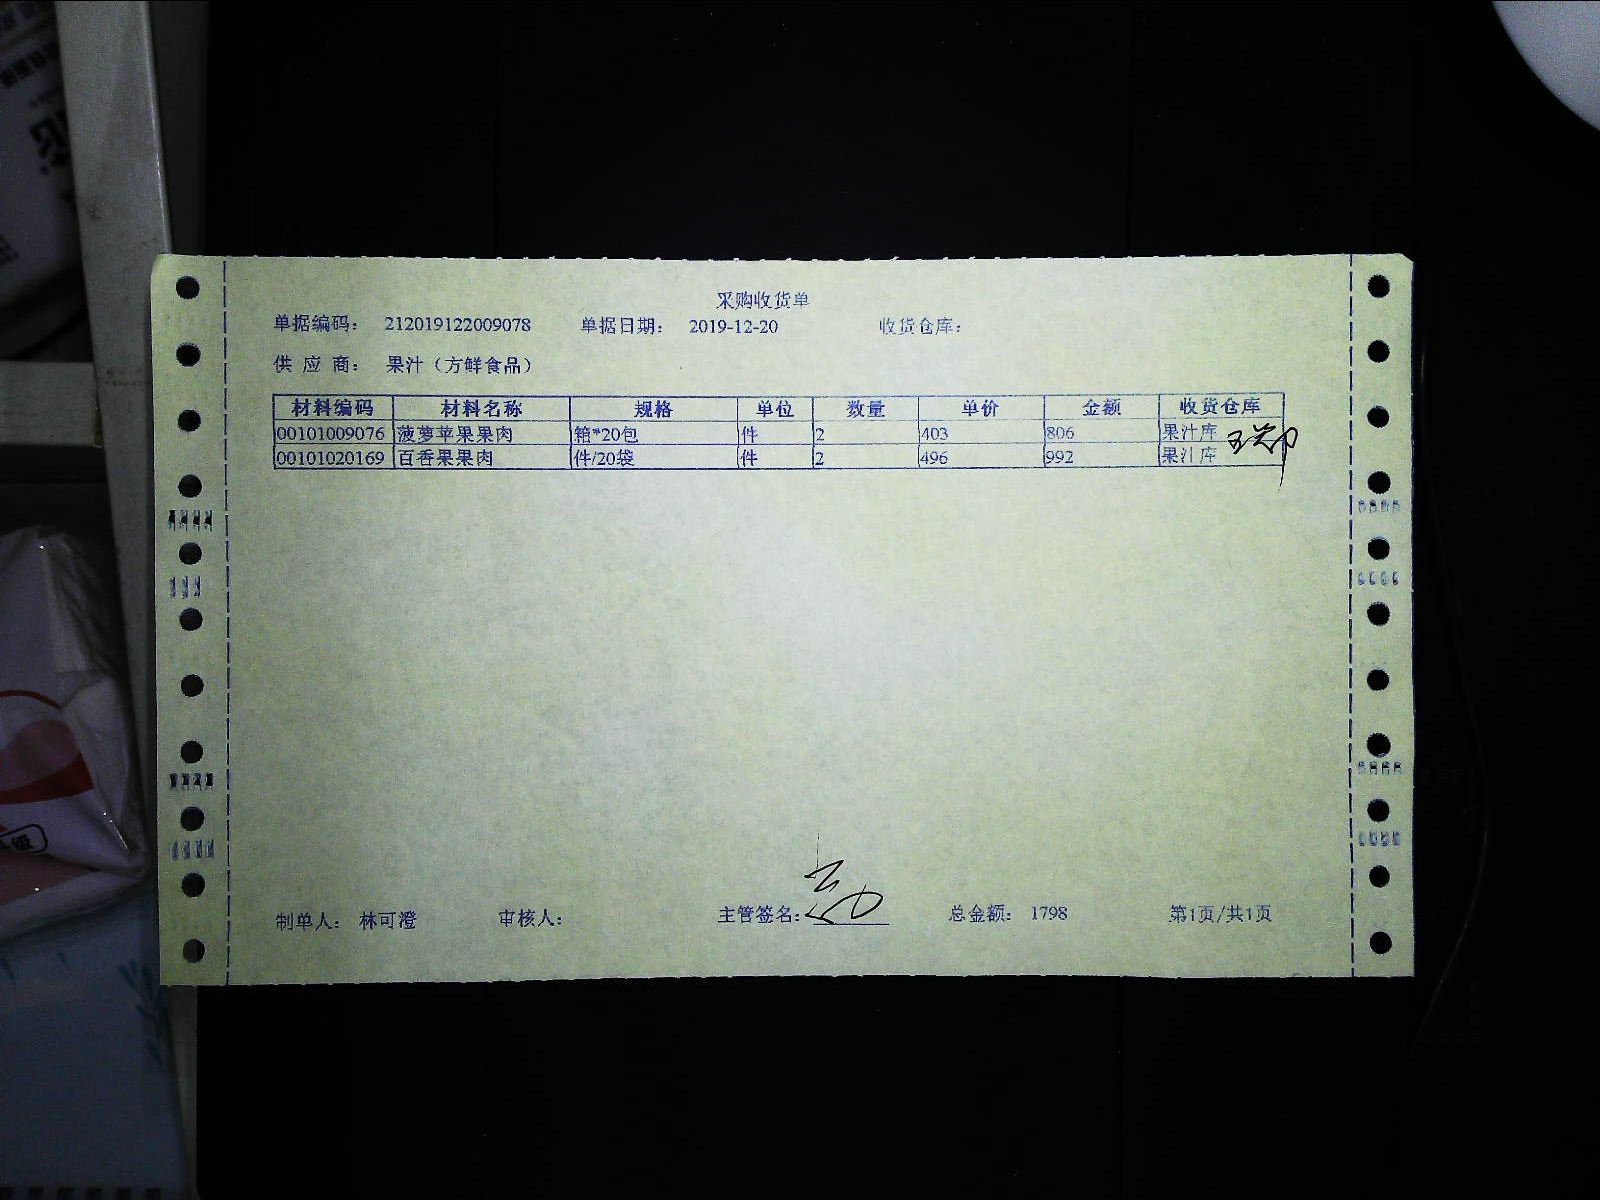 采购收货单
单据编码: 212019122009078 单据日期: 2019-12-20 收货仓库:
供 应 商: 果汁（方鲜食品）
材料编码 材料名称 规格 单位 数量 单价 金额 收货仓库
00101009076 菠萝苹果果肉 箱*20包 件 2 403 806 果汁库
00101020169 百香果果肉 件/20袋 件 2 496 992 果汁库
制单人: 林可澄 审核人: 主管签名: 总金额: 1798 第1页/共1页